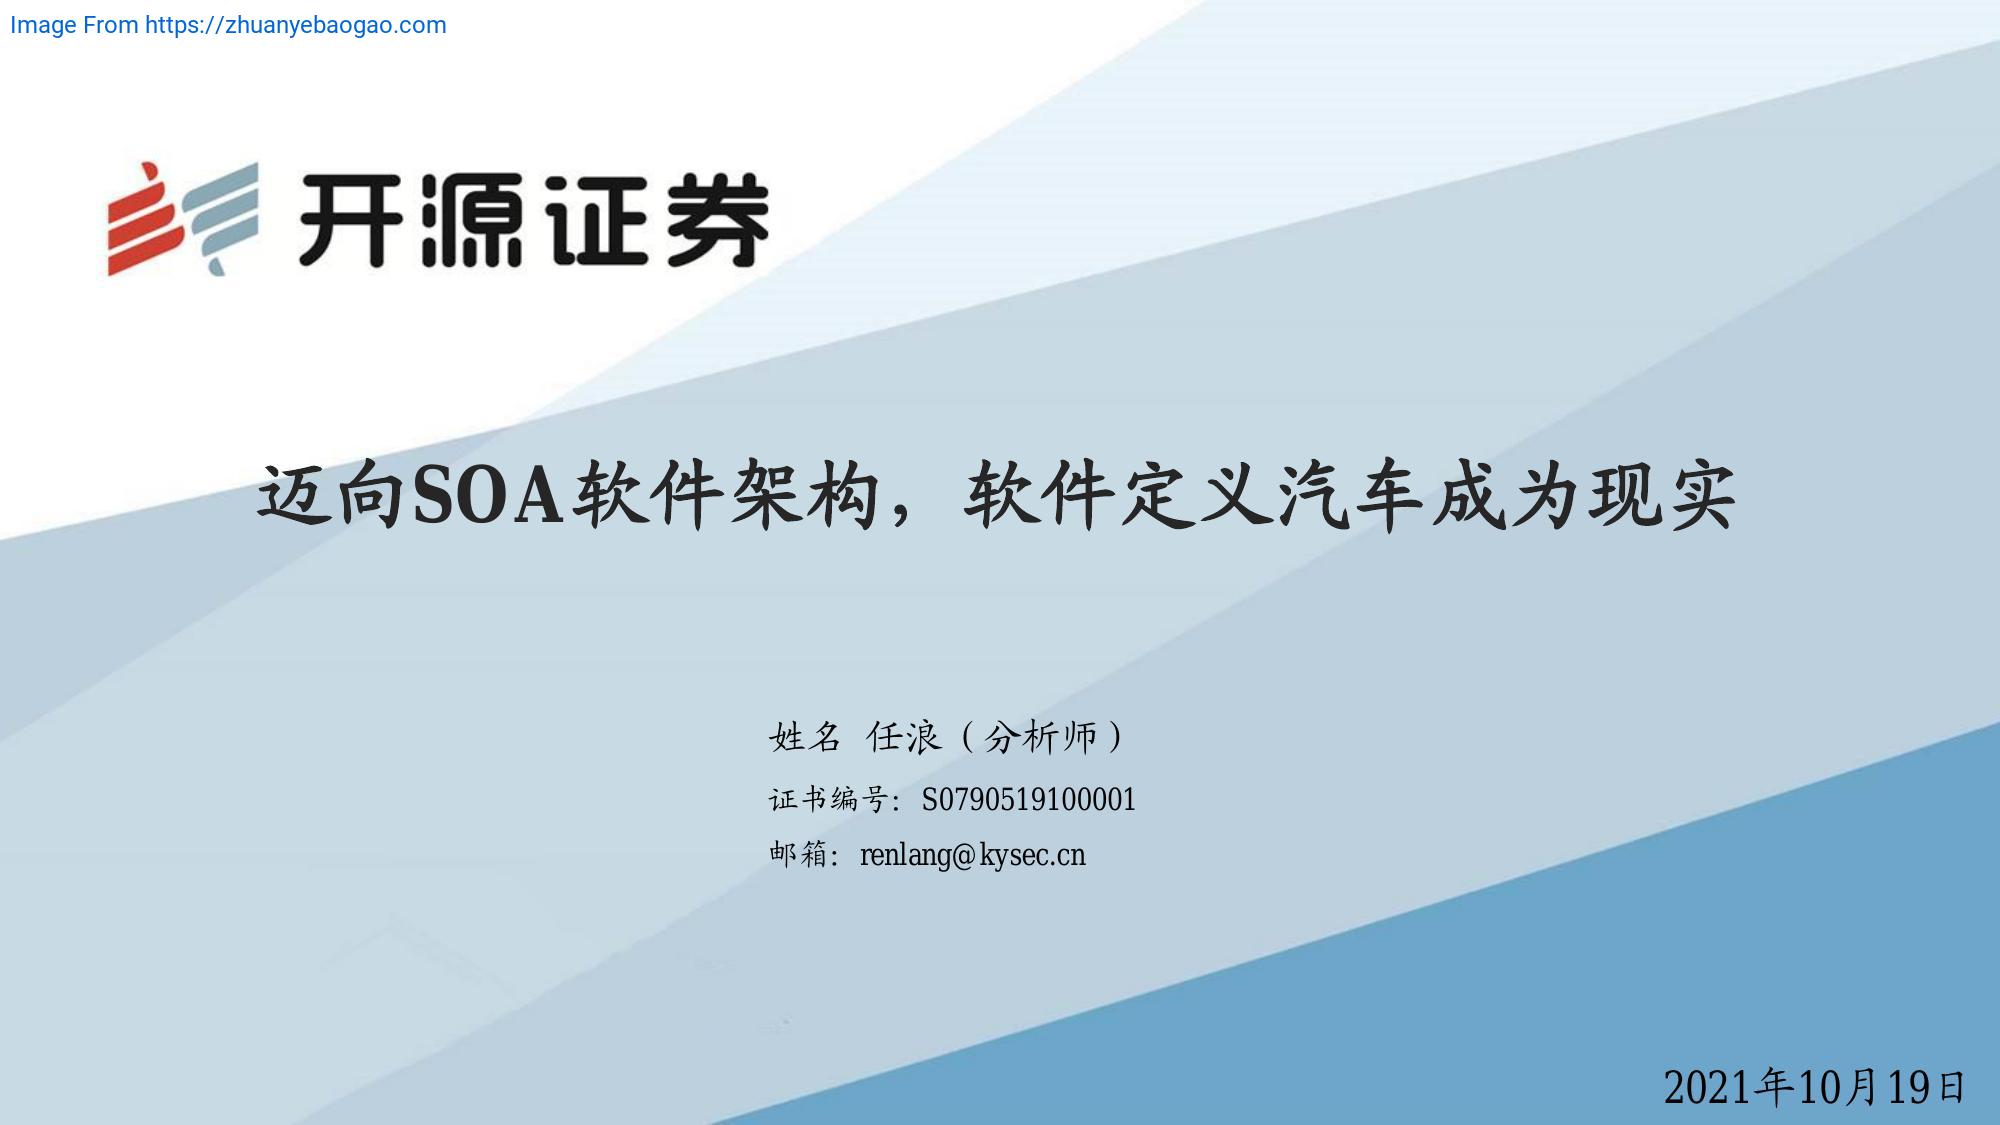 Image From https://zhuanyebaogao.com
开源证券
迈向SOA软件架构，软件定义汽车成为现实
姓名 任浪（分析师）
证书编号：S0790519100001
邮箱：renlang@kysec.cn
2021年10月19日